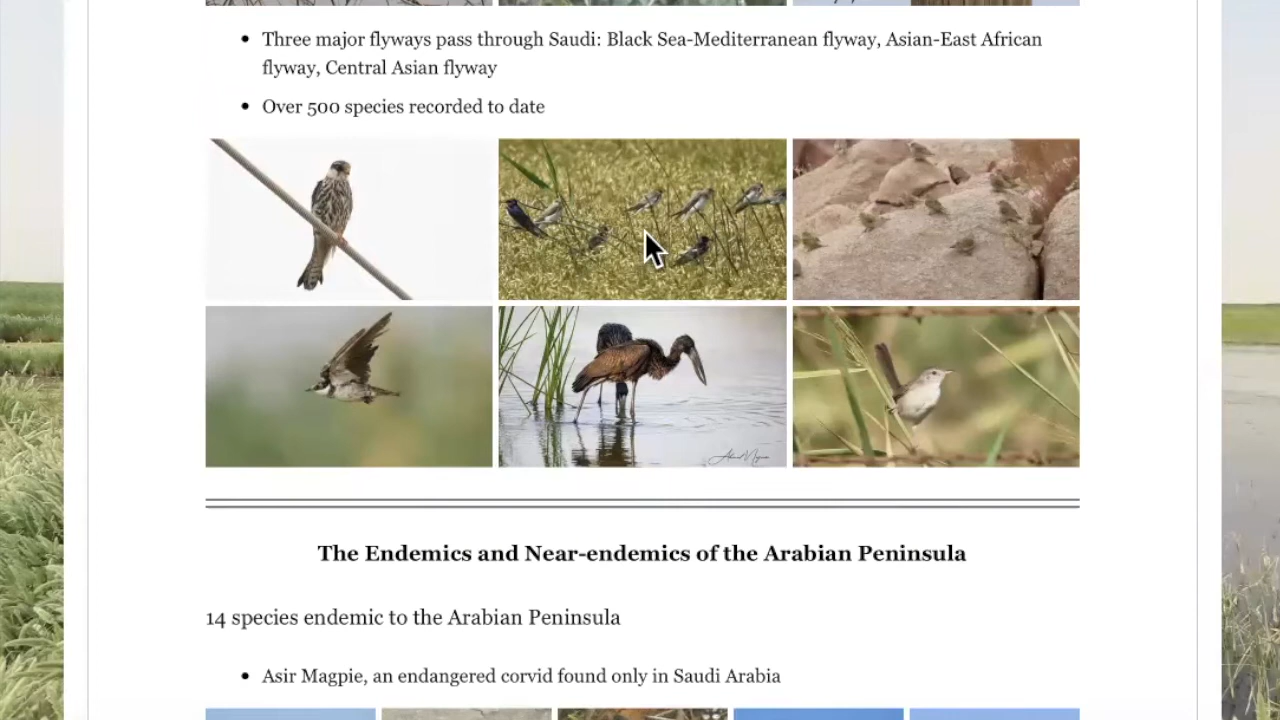 Three major flyways pass through Saudi: Black Sea-Mediterranean flyway, Asian-East African
flyway, Central Asian flyway
Over 500 species recorded to date
The Endemics and Near-endemics of the Arabian Peninsula
14 species endemic to the Arabian Peninsula
Asir Magpie, an endangered corvid found only in Saudi Arabia